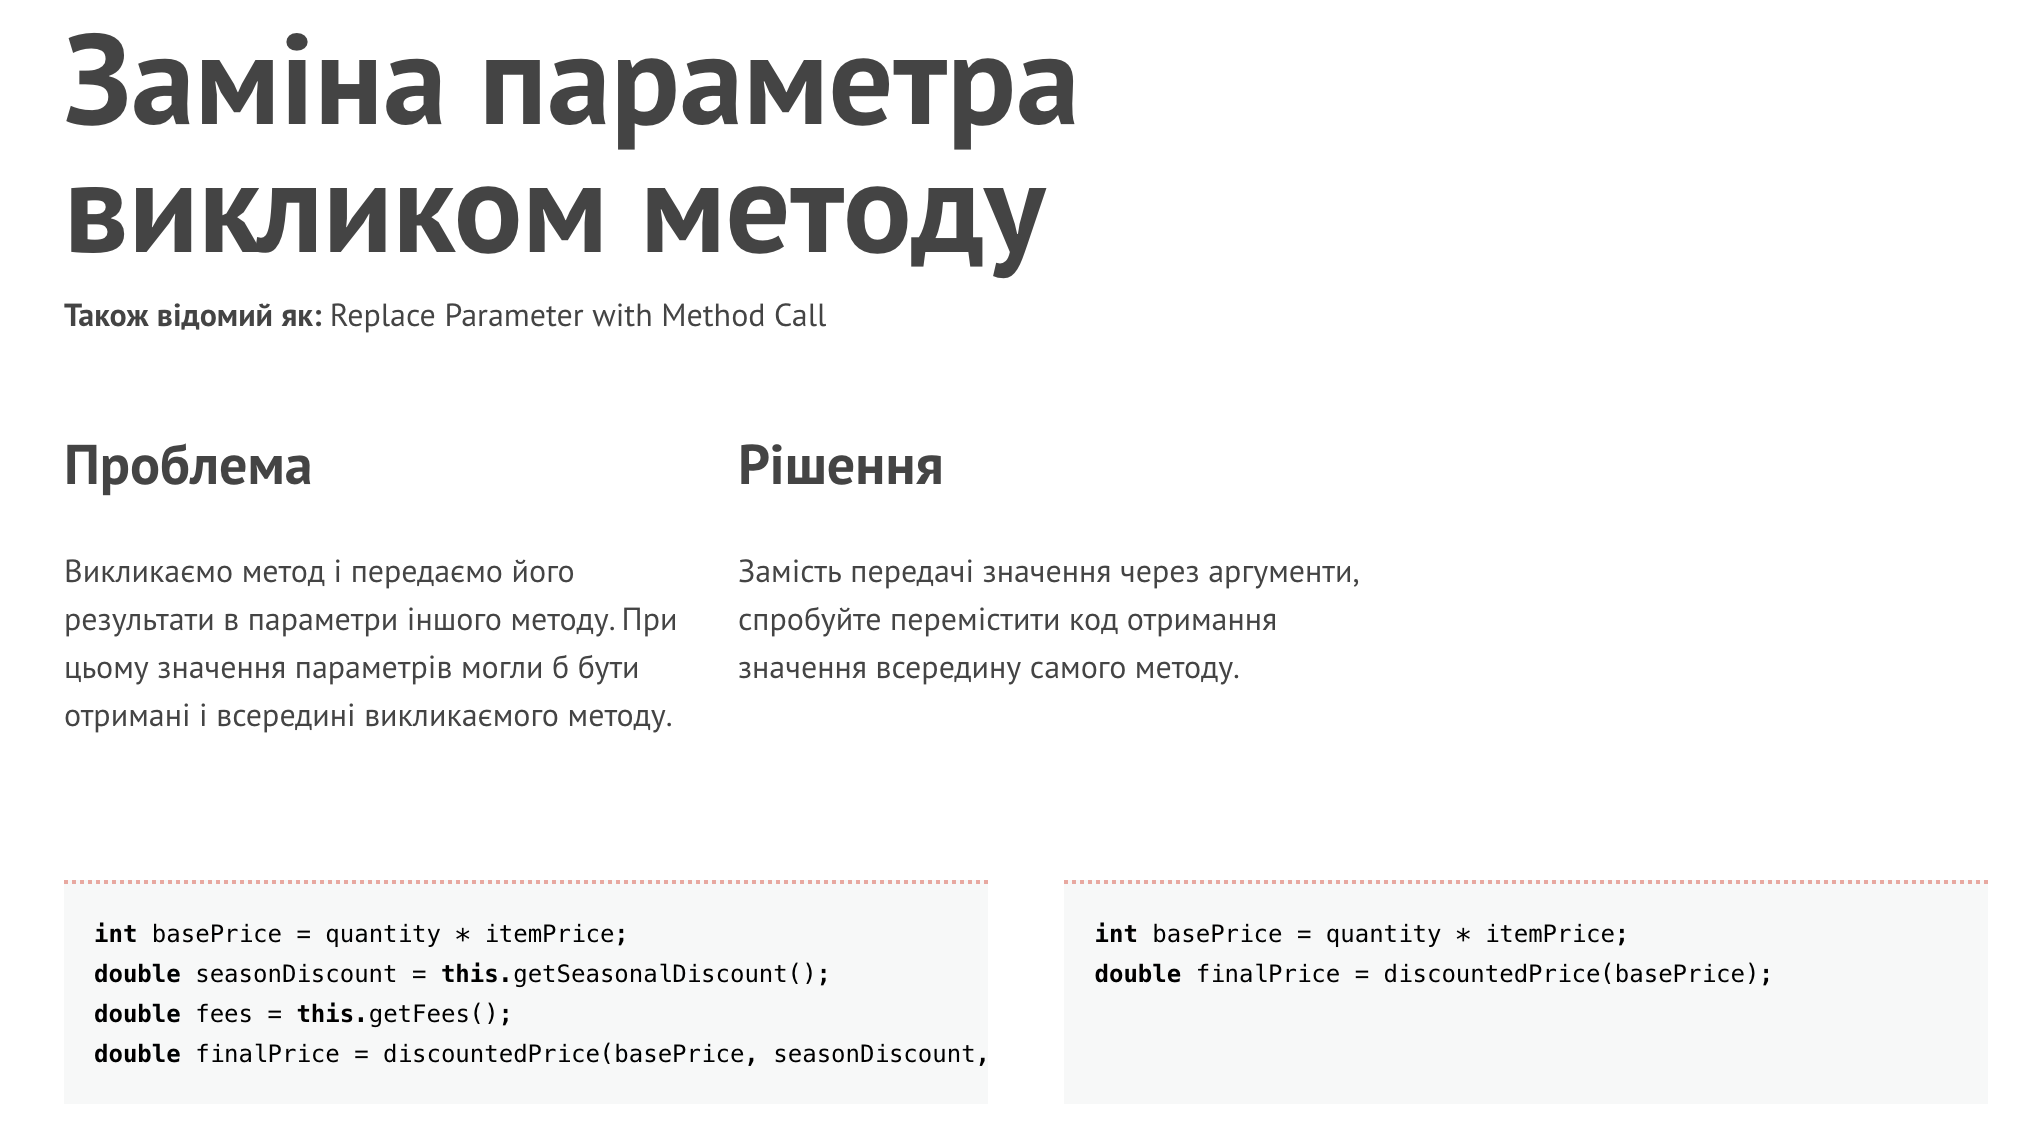 Заміна параметра
викликом методу
Також відомий як: Replace Parameter with Method Call
Проблема
Викликаємо метод і передаємо його
результати в параметри іншого методу. При
цьому значення параметрів могли б бути
отримані і всередині викликаємого методу.
Рішення
Замість передачі значення через аргументи,
спробуйте перемістити код отримання
значення всередину самого методу.
int basePrice = quantity * itemPrice;
double seasonDiscount = this.getSeasonalDiscount();
double fees = this.getFees();
double finalPrice = discountedPrice(basePrice, seasonDiscount,
int basePrice = quantity * itemPrice;
double finalPrice = discountedPrice(basePrice);